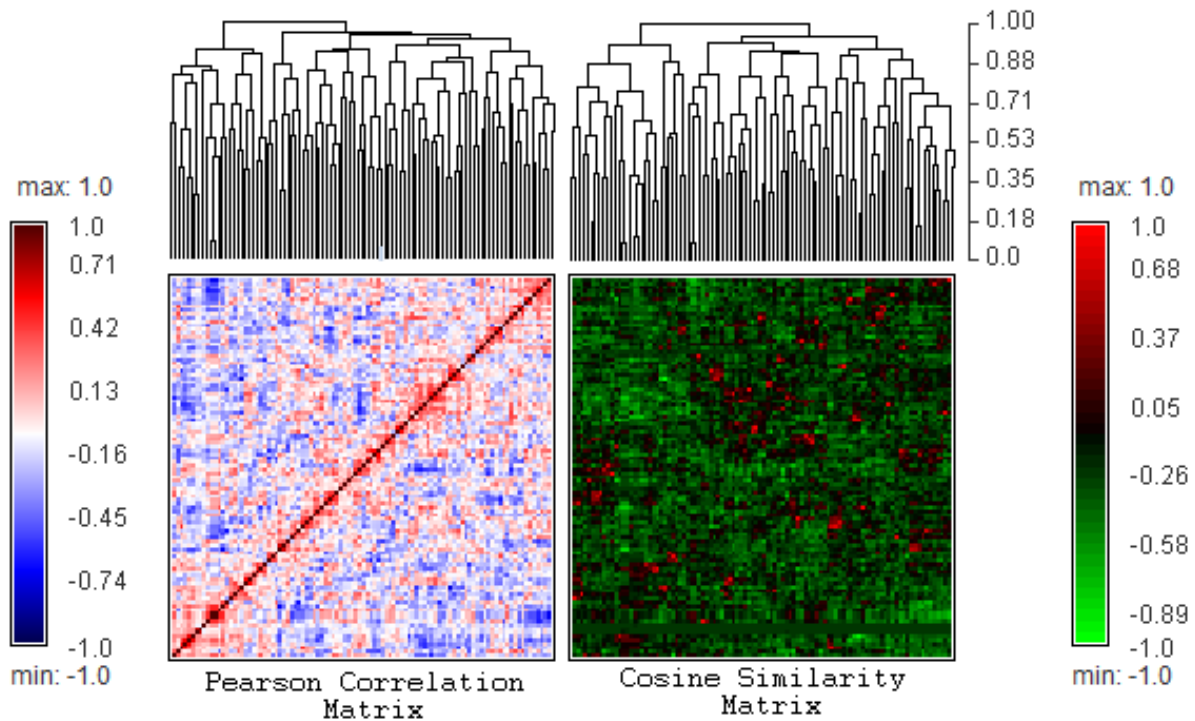 1.00
0.88
0.71
0.53
0.35
0.18
0.0
max: 1.0
1.0
0.71
0.42
0.13
-0.16
-0.45
-0.74
-1.0
min: -1.0
max: 1.0
1.0
0.68
0.37
0.05
-0.26
-0.58
-0.89
-1.0
min: -1.0
Pearson Correlation
Matrix
Cosine Similarity
Matrix